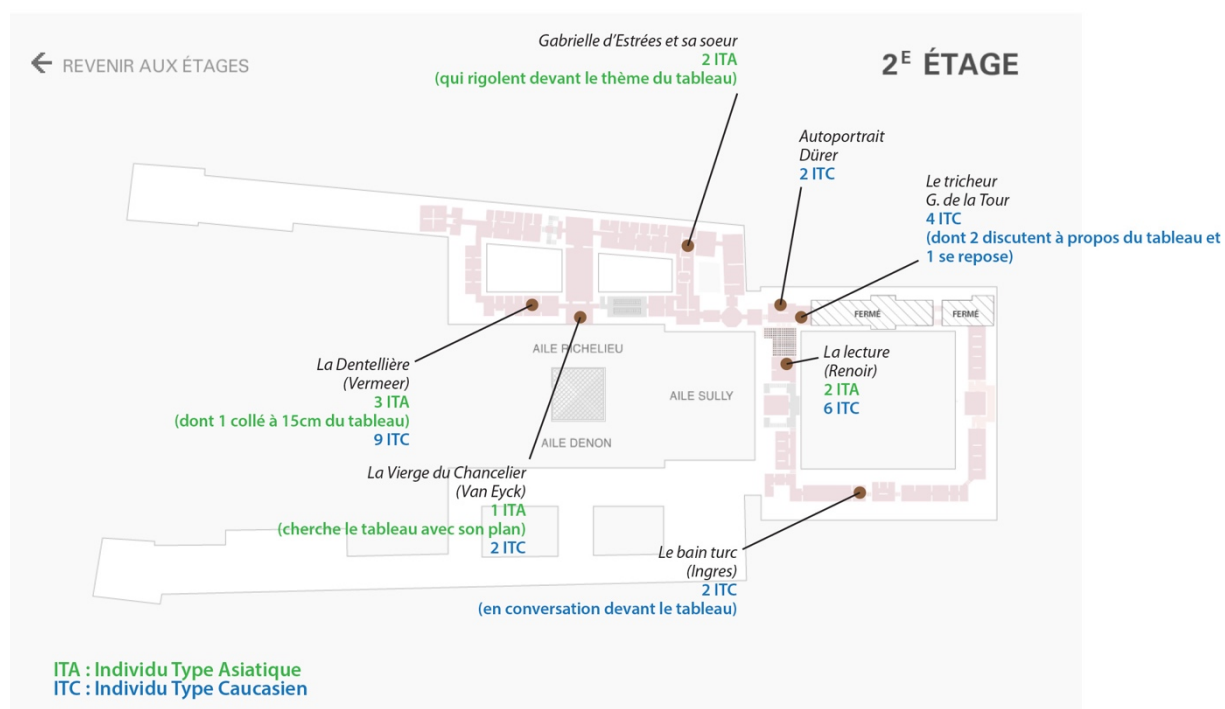 ← REVENIR AUX ÉTAGES
2E ÉTAGE
Gabrielle d’Estrées et sa soeur
2 ITA
(qui rigolent devant le thème du tableau)
Autoportrait
Dürer
2 ITC
Le tricheur
G. de la Tour
4 ITC
(dont 2 discutent à propos du tableau et
1 se repose)
FERMÉ
FERMÉ
AILE RICHELIEU
AILE SULLY
AILE DENON
La lecture
(Renoir)
2 ITA
6 ITC
La Dentellière
(Vermeer)
3 ITA
(dont 1 collé à 15cm du tableau)
9 ITC
La Vierge du Chancelier
(Van Eyck)
1 ITA
(cherche le tableau avec son plan)
2 ITC
Le bain turc
(Ingres)
2 ITC
(en conversation devant le tableau)
ITA : Individu Type Asiatique
ITC : Individu Type Caucasien